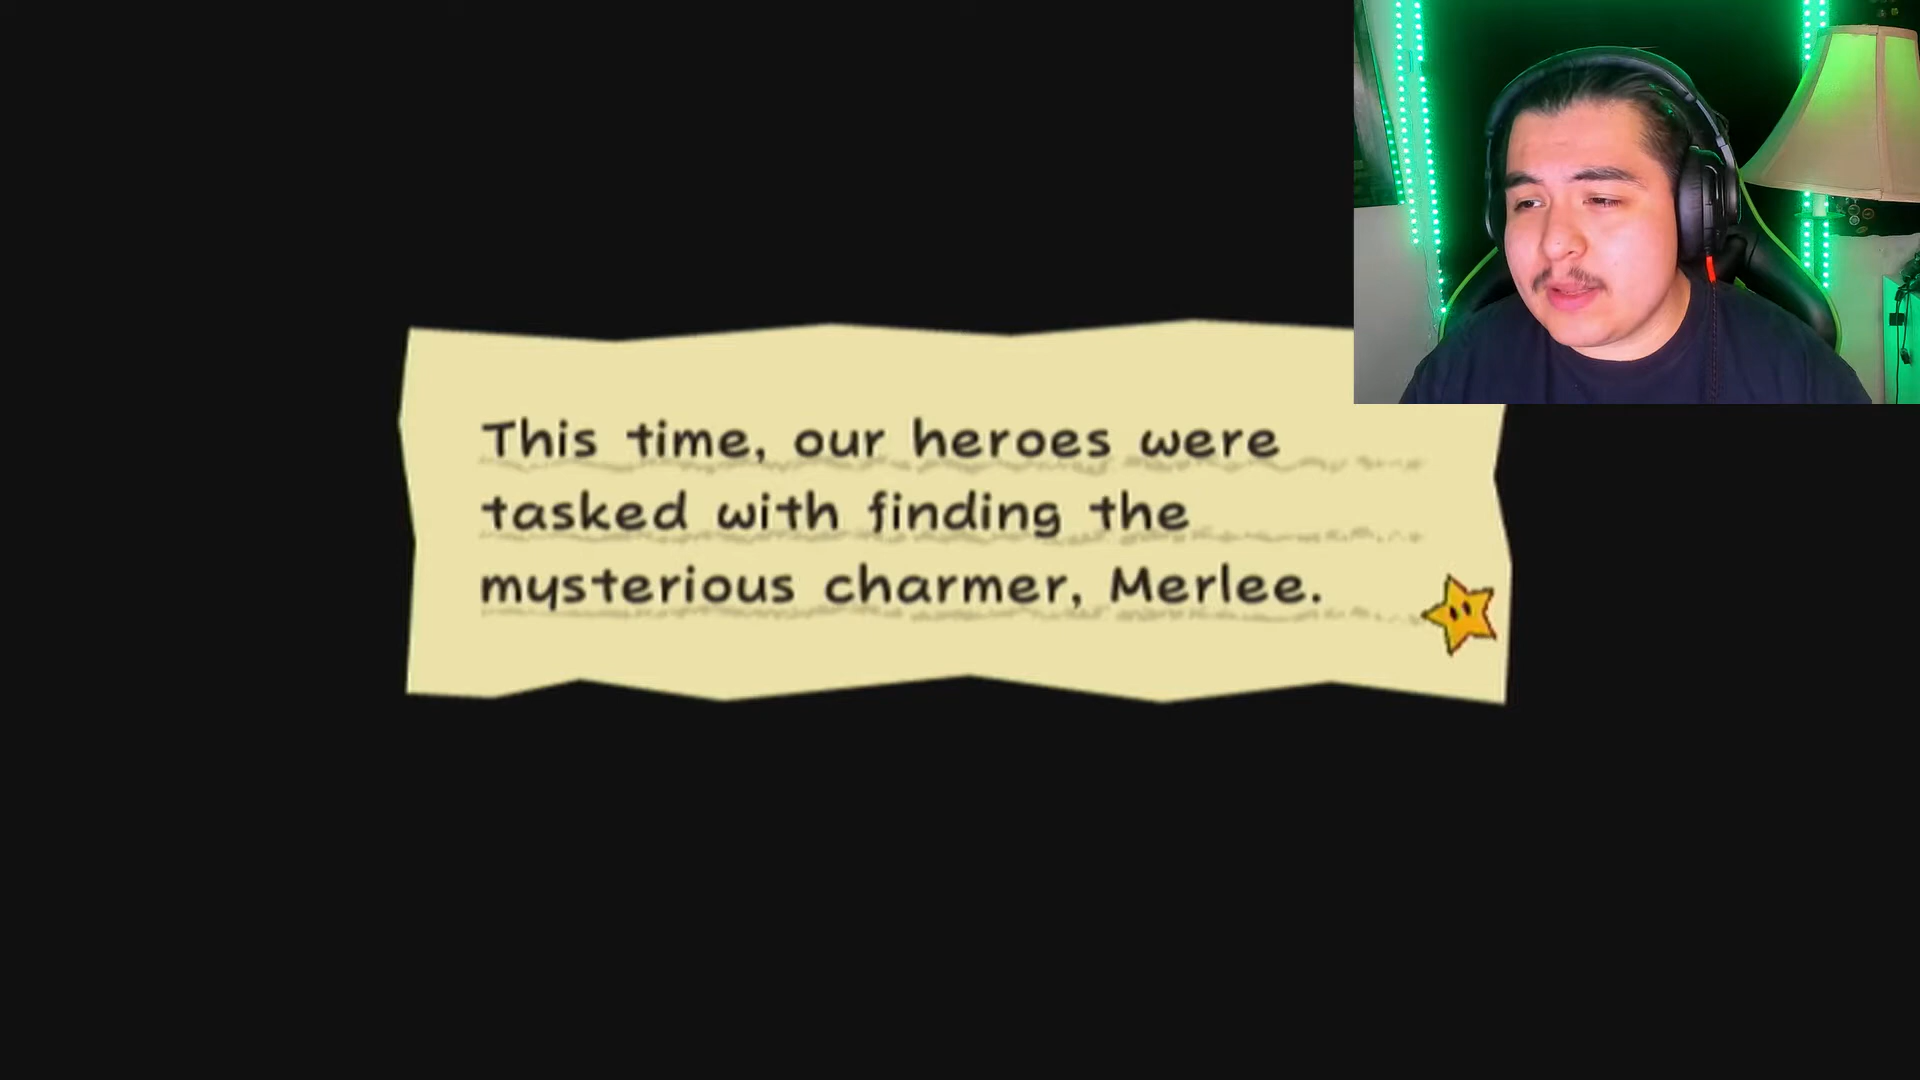 This time, our heroes were
tasked with finding the
mysterious charmer, Merlee.